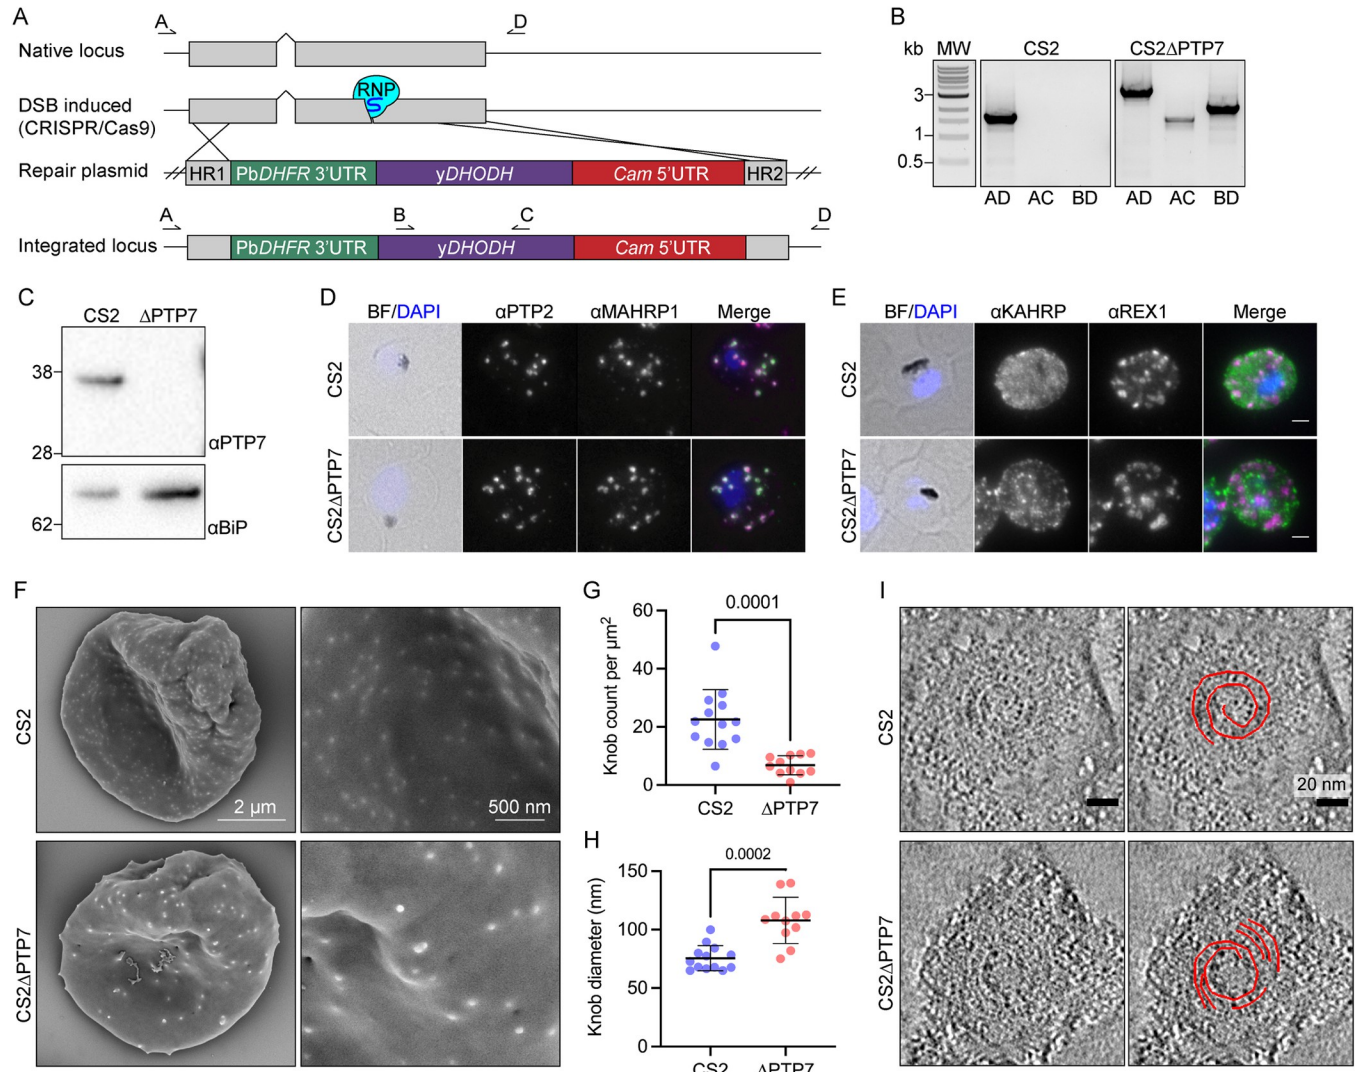 A
A
D
Native locus
RNP
DSB induced
(CRISPR/Cas9)
Repair plasmid
HR1 PbDHFR 3'UTR yDHODH Cam 5'UTR HR2
A B C D
Integrated locus
PbDHFR 3'UTR yDHODH Cam 5'UTR
B
kb MW CS2 CS2ΔPTP7
3
1
0.5
AD AC BD AD AC BD
C
CS2 ΔPTP7
38
28
αPTP7
62
αBiP
D
BF/DAPI αPTP2 αMAHRP1 Merge
CS2
CS2ΔPTP7
E
BF/DAPI αKAHRP αREX1 Merge
CS2
CS2ΔPTP7
F
CS2
2 µm
500 nm
CS2ΔPTP7
G
Knob count per µm2
0.0001
60
40
20
0
CS2 ΔPTP7
H
Knob diameter (nm)
0.0002
150
100
50
0
CS2 ΔPTP7
I
CS2
20 nm
CS2ΔPTP7